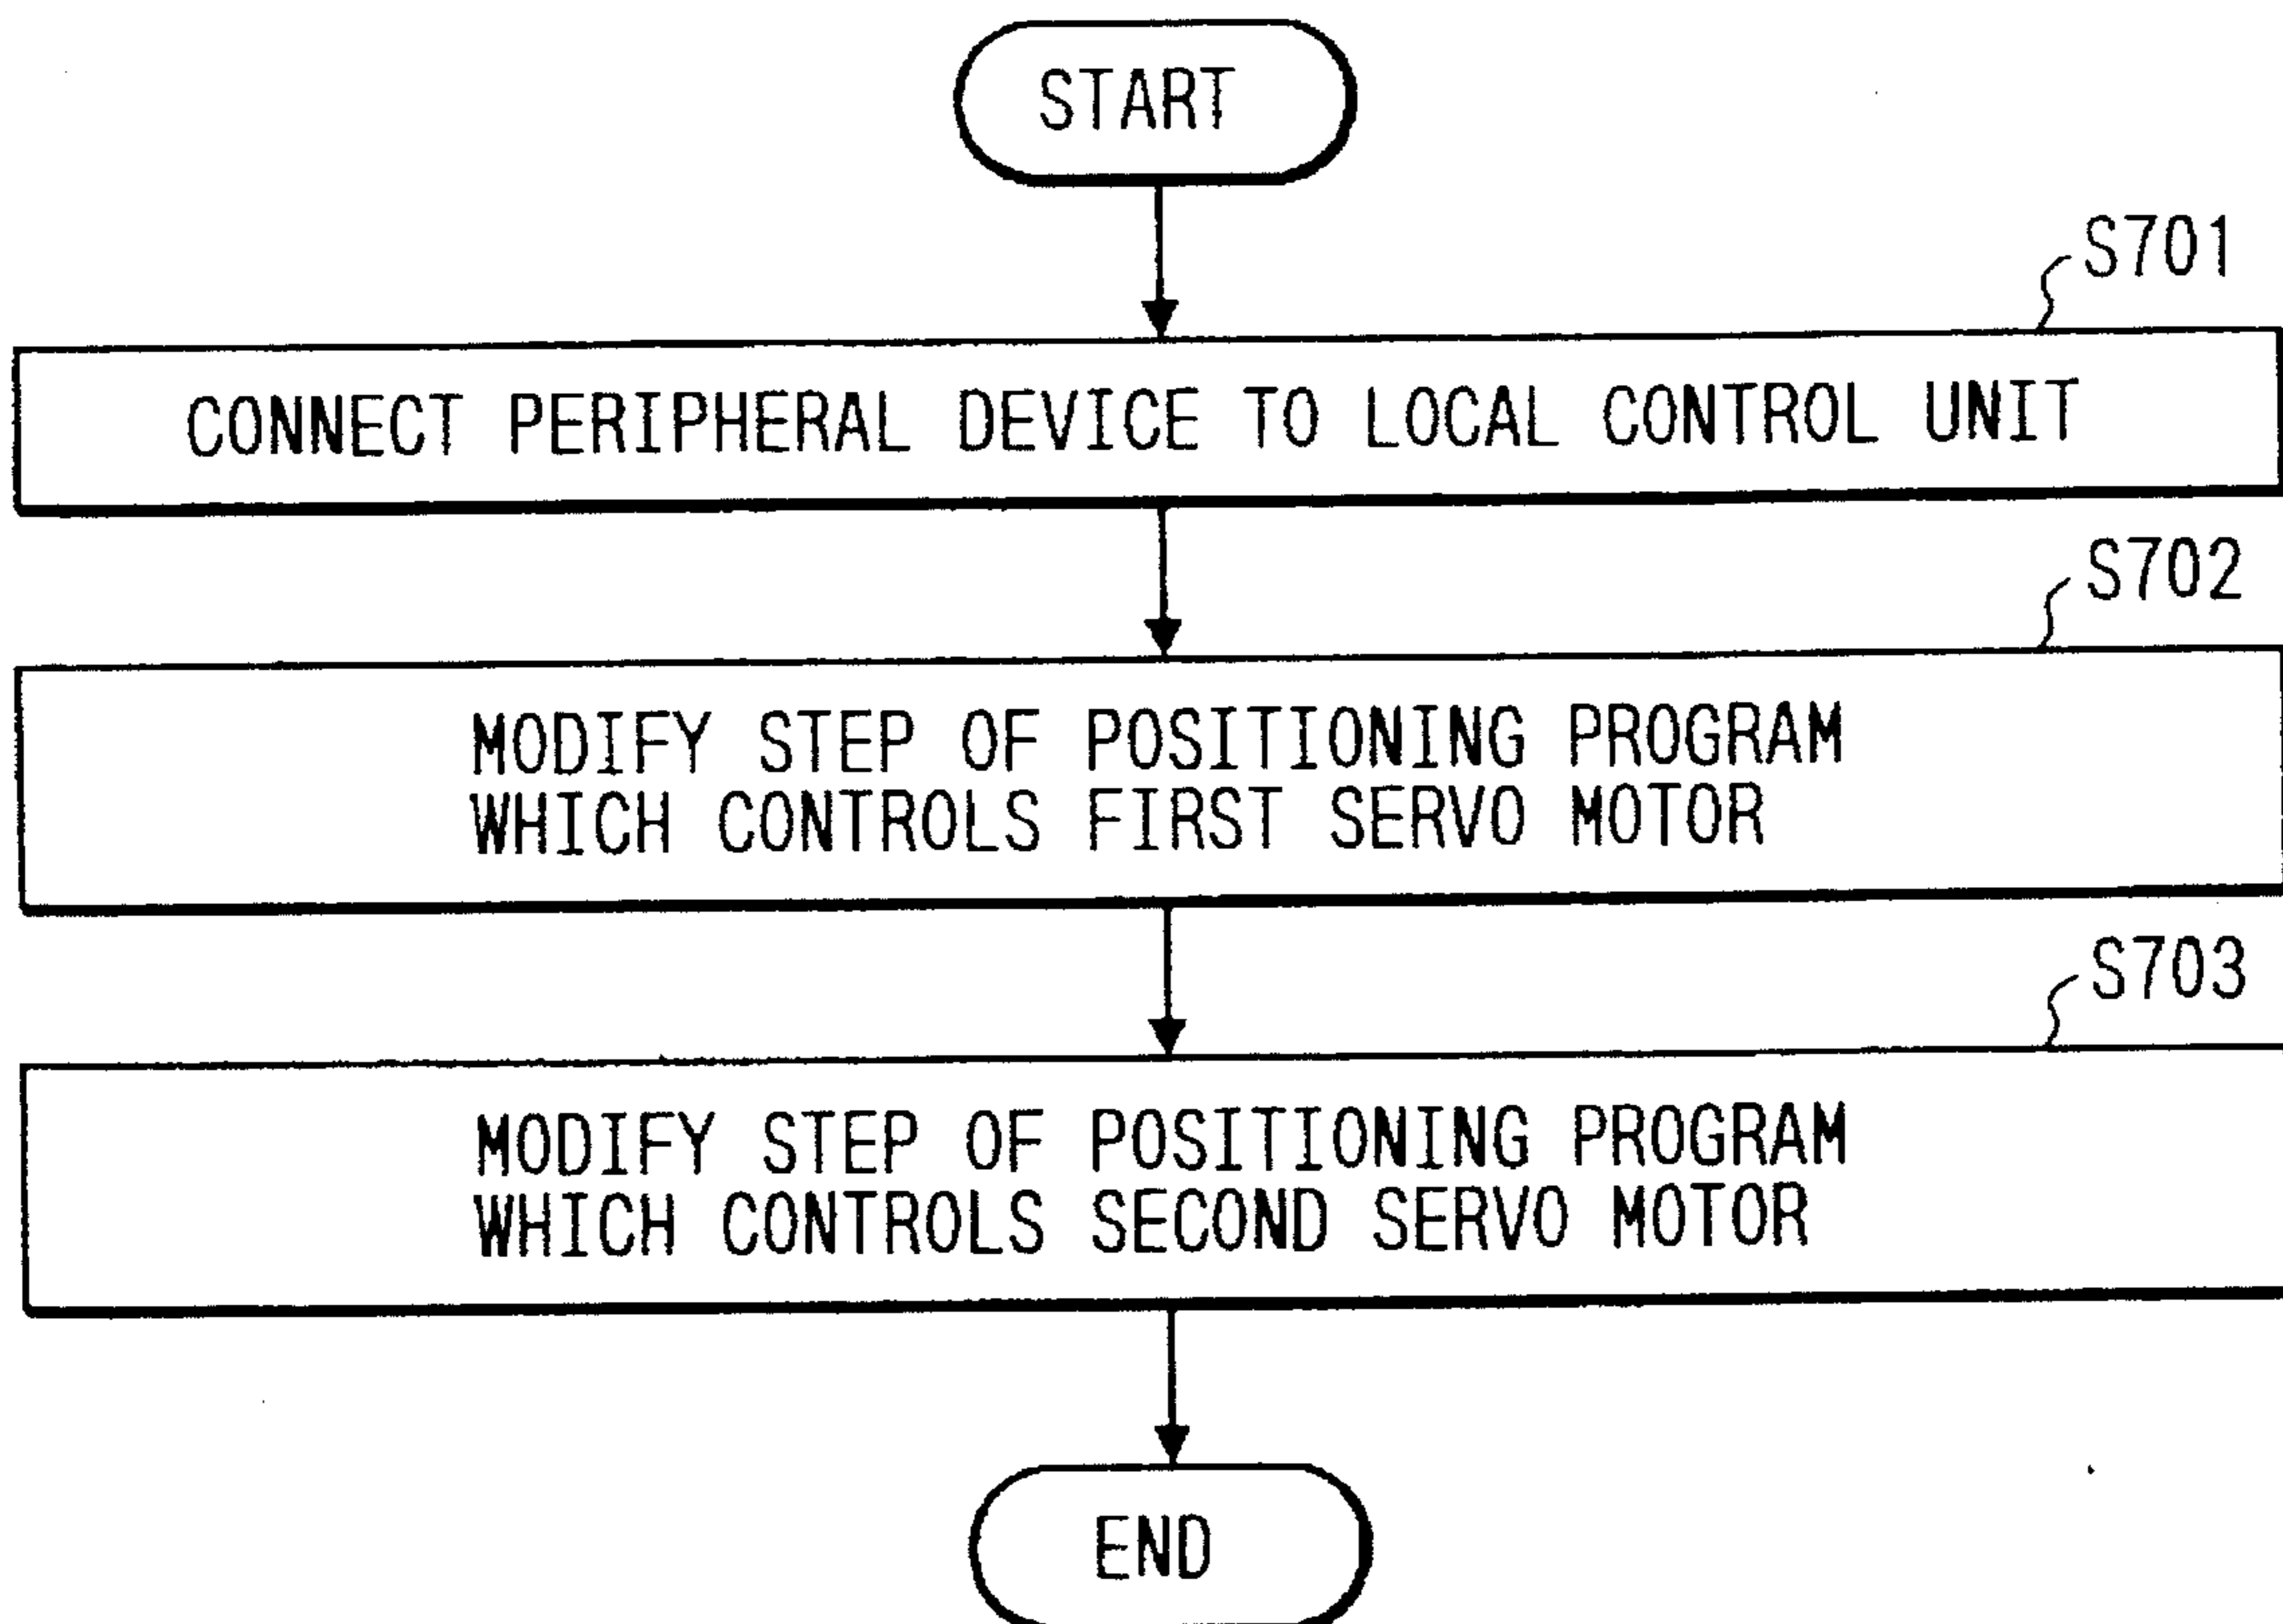 START
S701
CONNECT PERIPHERAL DEVICE TO LOCAL CONTROL UNIT
S702
MODIFY STEP OF POSITIONING PROGRAM
WHICH CONTROLS FIRST SERVO MOTOR
S703
MODIFY STEP OF POSITIONING PROGRAM
WHICH CONTROLS SECOND SERVO MOTOR
END